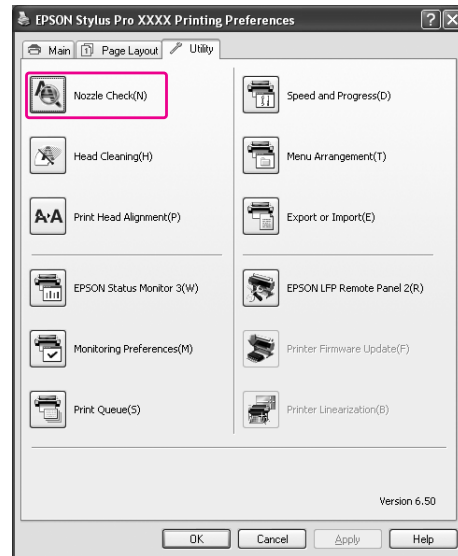 EPSON Stylus Pro XXXX Printing Preferences
Main
Page Layout
Utility
Nozzle Check(N)
Speed and Progress(D)
Head Cleaning(H)
Menu Arrangement(T)
Print Head Alignment(P)
Export or Import(E)
EPSON Status Monitor 3(W)
EPSON LFP Remote Panel 2(R)
Monitoring Preferences(M)
Printer Firmware Update(F)
Print Queue(S)
Printer Linearization(B)
Version 6.50
OK
Cancel
Apply
Help